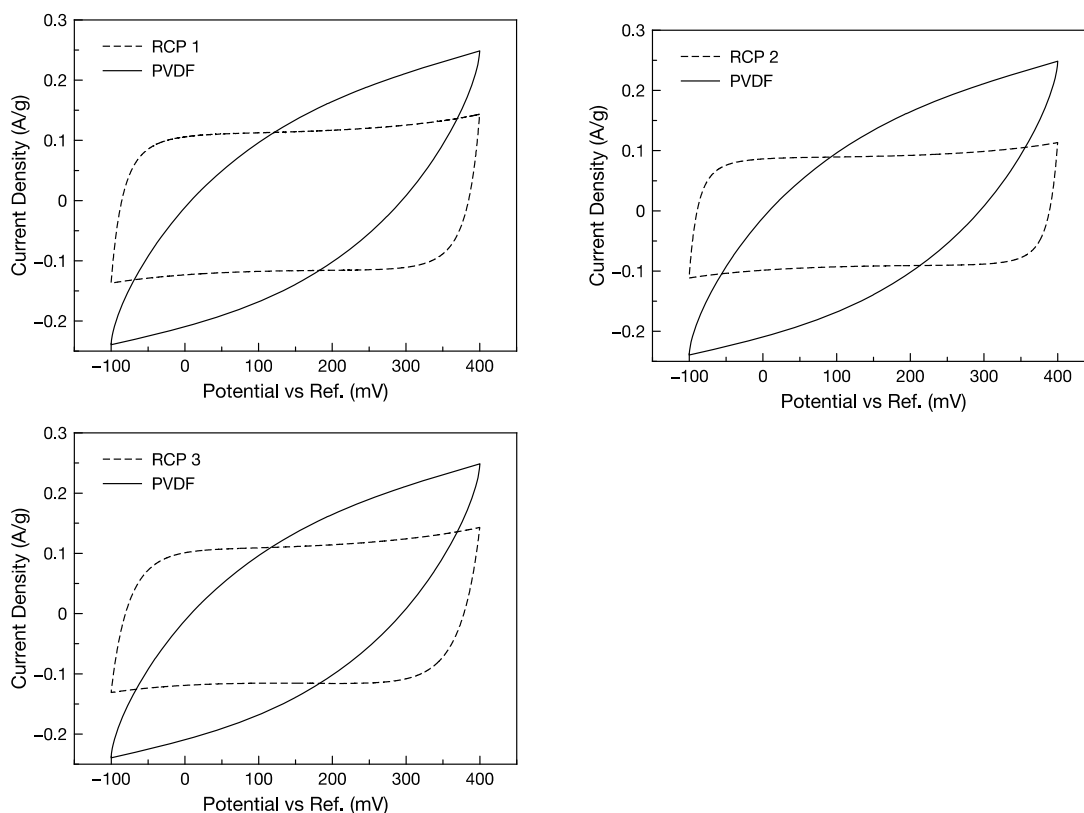 RCP 1
PVDF
0.3
0.2
0.1
0
−0.1
−0.2
Current Density (A/g)
−100 0 100 200 300 400
Potential vs Ref. (mV)
RCP 2
PVDF
0.3
0.2
0.1
0
−0.1
−0.2
Current Density (A/g)
−100 0 100 200 300 400
Potential vs Ref. (mV)
RCP 3
PVDF
0.3
0.2
0.1
0
−0.1
−0.2
Current Density (A/g)
−100 0 100 200 300 400
Potential vs Ref. (mV)